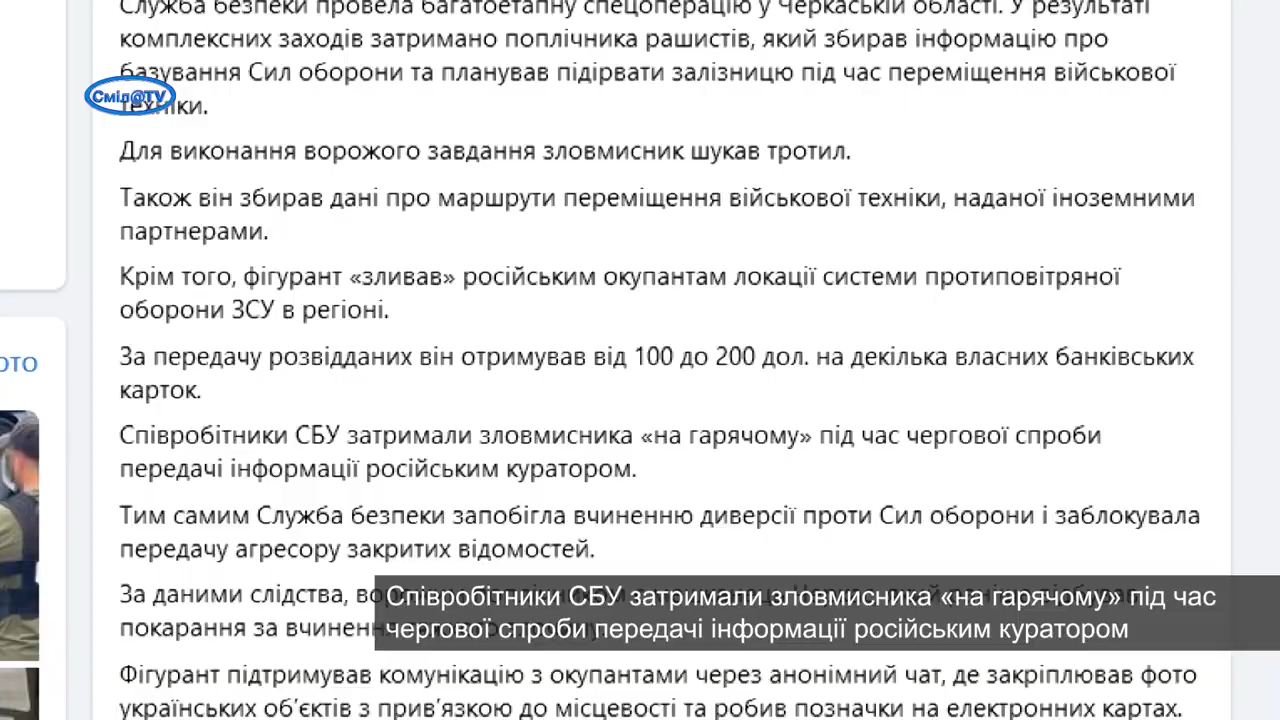 Служба безпеки провела багатоетапну спецоперацію у Черкаській області. У результаті
комплексних заходів затримано поплічника рашистів, який збирав інформацію про
базування Сил оборони та планував підірвати залізницю під час переміщення військової
Смід@TV
техніки.
Для виконання ворожого завдання зловмисник шукав тротил.
Також він збирав дані про маршрути переміщення військової техніки, наданої іноземними
партнерами.
Крім того, фігурант «зливав» російським окупантам локації системи протиповітряної
оборони ЗСУ в регіоні.
ото
За передачу розвідданих він отримував від 100 до 200 дол. на декілька власних банківських
карток.
Співробітники СБУ затримали зловмисника «на гарячому» під час чергової спроби
передачі інформації російським куратором.
Тим самим Служба безпеки запобігла вчиненню диверсії проти Сил оборони і заблокувала
передачу агресору закритих відомостей.
За даними слідства,
покарання за
Співробітники СБУ затримали зловмисника «на гарячому» під час
чергової спроби передачі інформації російським куратором
Фігурант підтримував комунікацію з окупантами через анонімний чат, де закріплював фото
українських об’єктів з прив’язкою до місцевості та робив позначки на електронних картах.